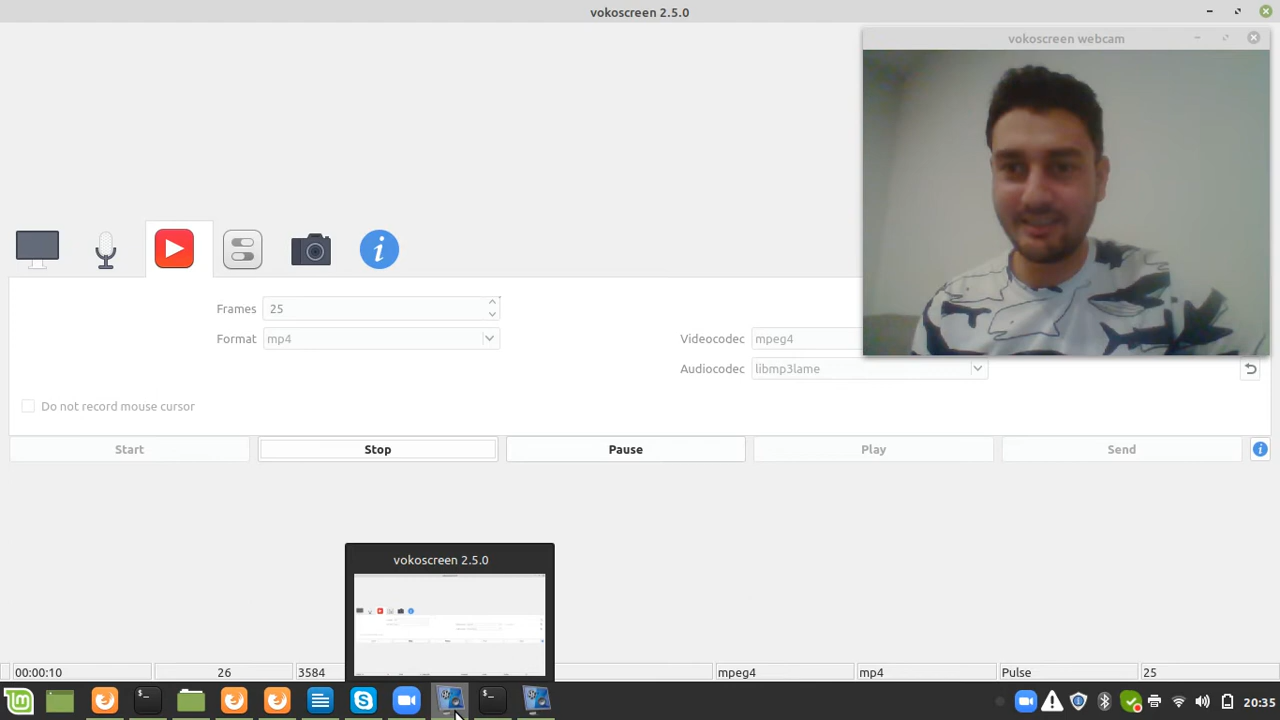 vokoscreen 2.5.0
vokoscreen webcam
Frames 25
Format mp4
Videocodec mpeg4
Audiocodec libmp3lame
Do not record mouse cursor
Start Stop Pause Play Send
vokoscreen 2.5.0
00:00:10 26 3584 mpeg4 mp4 Pulse 25
20:35